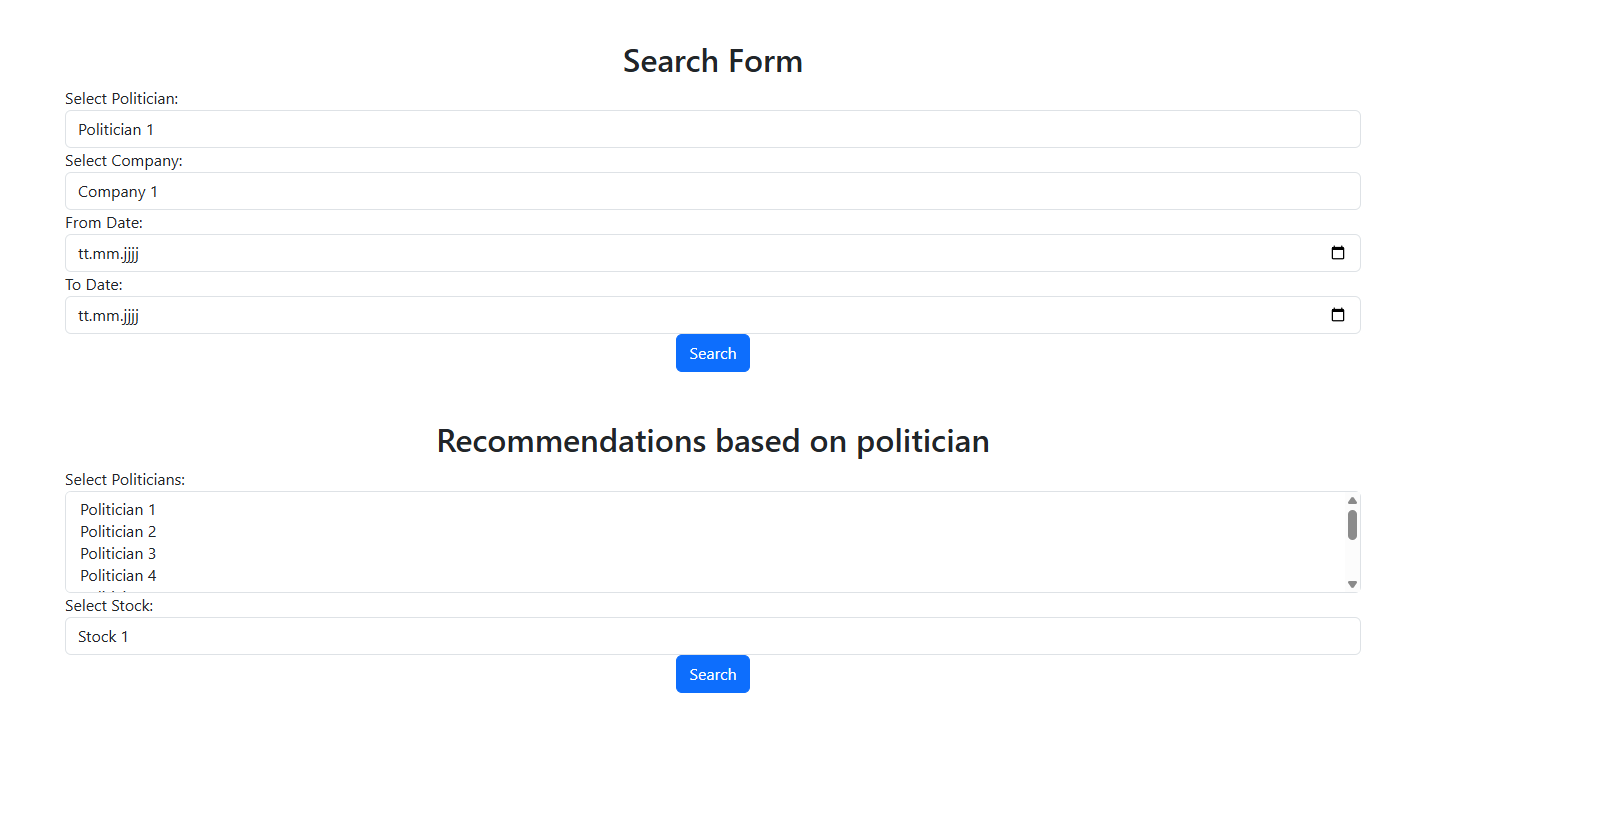 Search Form
Select Politician:
Politician 1
Select Company:
Company 1
From Date:
tt.mm.jjjj
To Date:
tt.mm.jjjj
Search
Recommendations based on politician
Select Politicians:
Politician 1
Politician 2
Politician 3
Politician 4
Select Stock:
Stock 1
Search